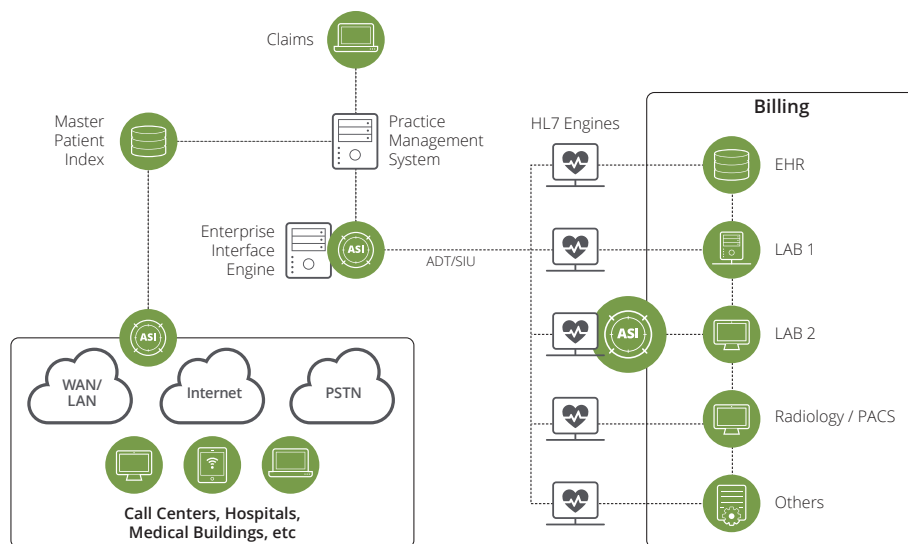 Claims
Master
Patient
Index
Practice
Management
System
Enterprise
Interface
Engine
ASI
ADT/SIU
HL7 Engines
Billing
EHR
LAB 1
ASI
LAB 2
Radiology / PACS
Others
ASI
WAN/
LAN
Internet
PSTN
Call Centers, Hospitals,
Medical Buildings, etc